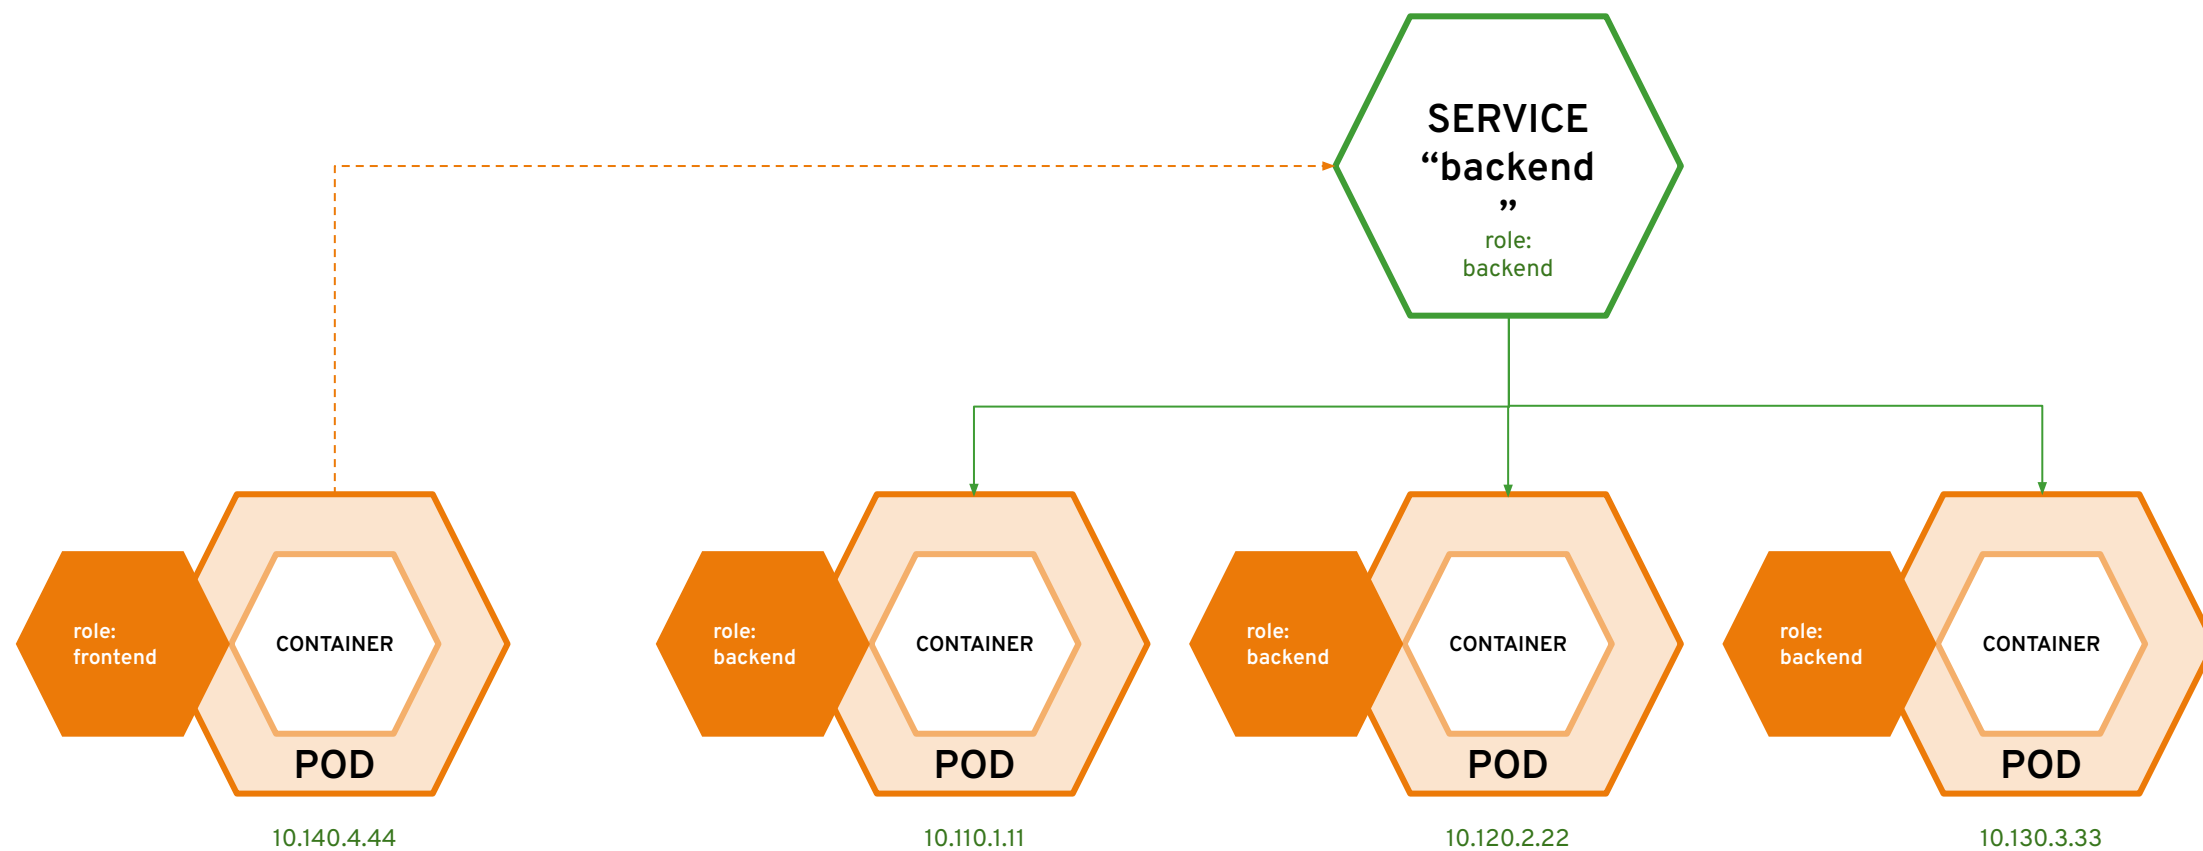 SERVICE
“backend
”
role:
backend
role:
frontend
CONTAINER
POD
10.140.4.44
role:
backend
CONTAINER
POD
10.110.1.11
role:
backend
CONTAINER
POD
10.120.2.22
role:
backend
CONTAINER
POD
10.130.3.33